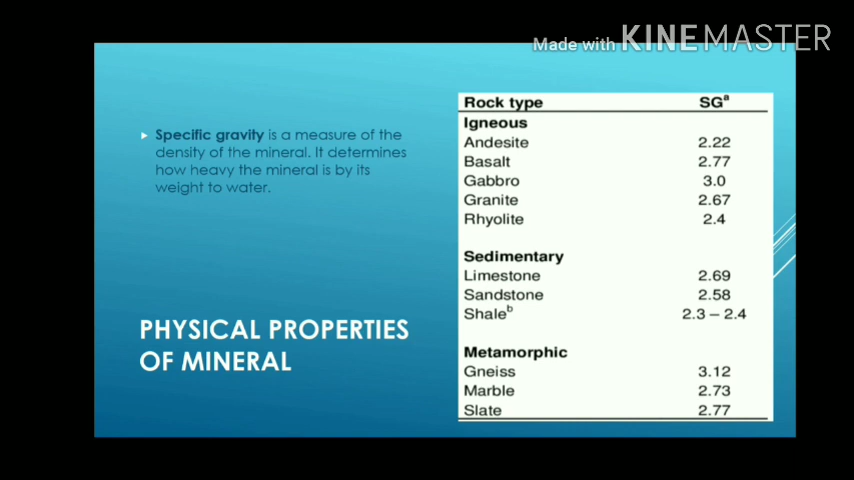 Made with KINEMASTER
Specific gravity is a measure of the
density of the mineral. It determines
how heavy the mineral is by its
weight to water.
PHYSICAL PROPERTIES
OF MINERAL
Rock type SGª
Igneous
Andesite 2.22
Basalt 2.77
Gabbro 3.0
Granite 2.67
Rhyolite 2.4
Sedimentary
Limestone 2.69
Sandstone 2.58
Shaleᵇ 2.3 – 2.4
Metamorphic
Gneiss 3.12
Marble 2.73
Slate 2.77